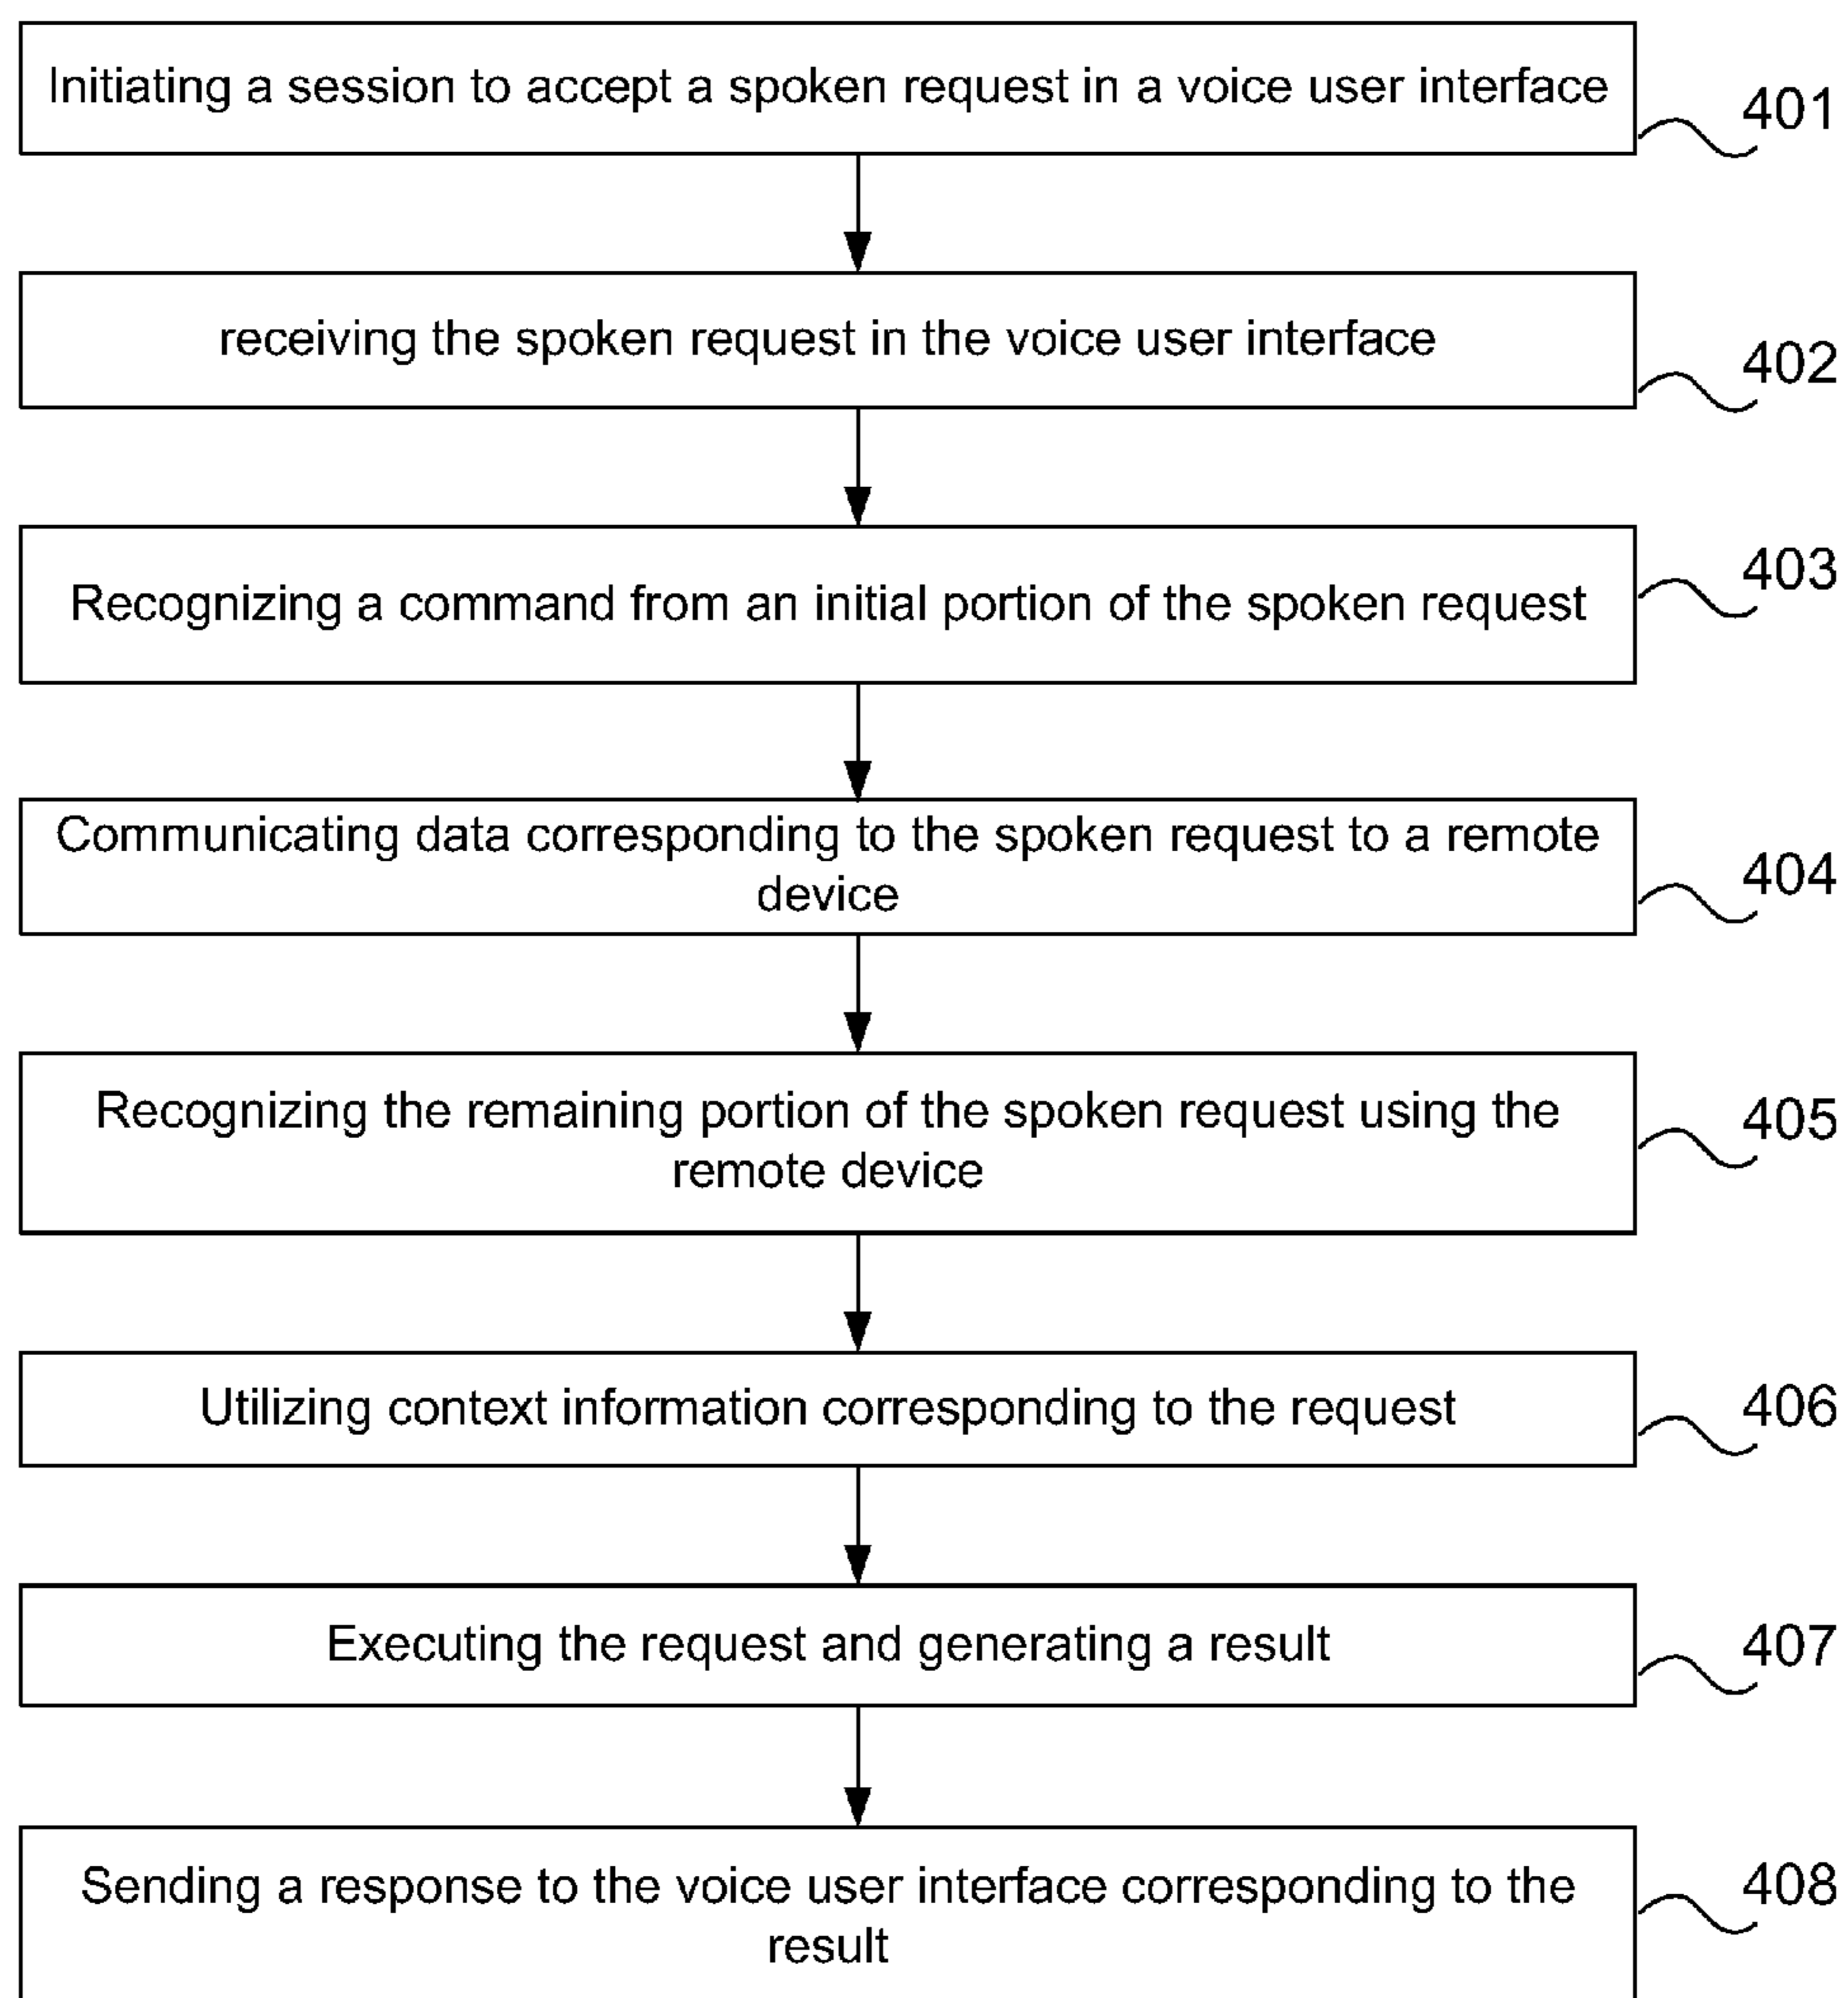 Initiating a session to accept a spoken request in a voice user interface
401
receiving the spoken request in the voice user interface
402
Recognizing a command from an initial portion of the spoken request
403
Communicating data corresponding to the spoken request to a remote
device
404
Recognizing the remaining portion of the spoken request using the
remote device
405
Utilizing context information corresponding to the request
406
Executing the request and generating a result
407
Sending a response to the voice user interface corresponding to the
result
408